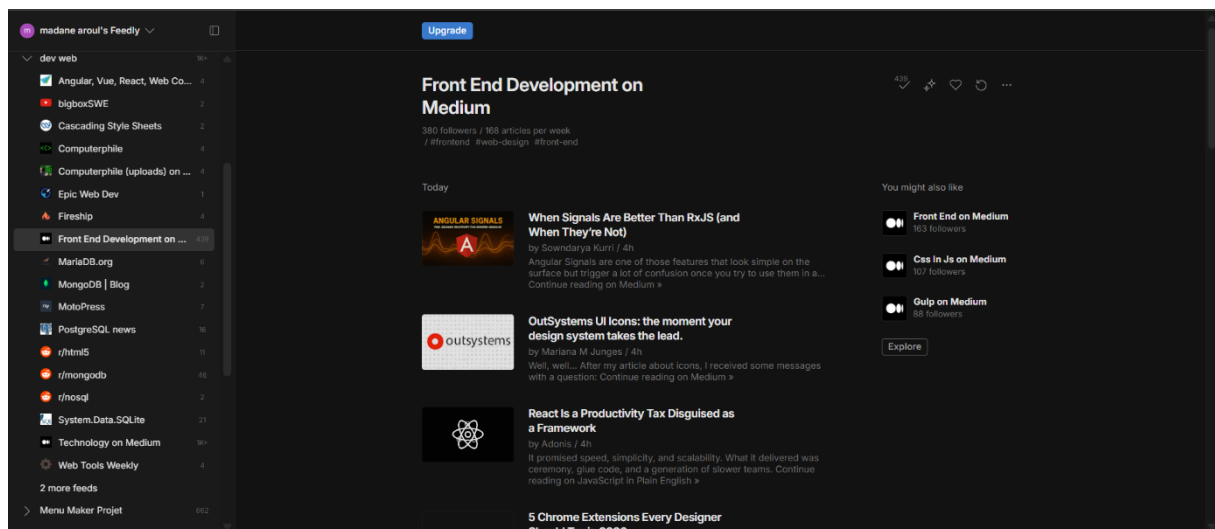 m madane aroul's Feedly
dev web 1K+
Angular, Vue, React, Web Co... 4
bigboxSWE 2
Cascading Style Sheets 2
Computerphile 4
Computerphile (uploads) on ... 4
Epic Web Dev 1
Fireship 4
Front End Development on ... 439
MariaDB.org 6
MongoDB | Blog 2
MotoPress 7
PostgreSQL news 16
r/html5 11
r/mongodb 46
r/nosql 2
System.Data.SQLite 21
Technology on Medium 1K+
Web Tools Weekly 4
2 more feeds
Menu Maker Projet 662
Upgrade
Front End Development on
Medium
439
380 followers / 168 articles per week
/ #frontend #web-design #front-end
Today
ANGULAR SIGNALS
When Signals Are Better Than RxJS (and
When They're Not)
by Sowndarya Kurri / 4h
Angular Signals are one of those features that look simple on the
surface but trigger a lot of confusion once you try to use them in a...
Continue reading on Medium »
outsystems
OutSystems UI Icons: the moment your
design system takes the lead.
by Mariana M Junges / 4h
Well, well... After my article about icons, I received some messages
with a question: Continue reading on Medium »
React Is a Productivity Tax Disguised as
a Framework
by Adonis / 4h
It promised speed, simplicity, and scalability. What it delivered was
ceremony, glue code, and a generation of slower teams. Continue
reading on JavaScript in Plain English »
5 Chrome Extensions Every Designer
You might also like
Front End on Medium
163 followers
Css In Js on Medium
107 followers
Gulp on Medium
88 followers
Explore